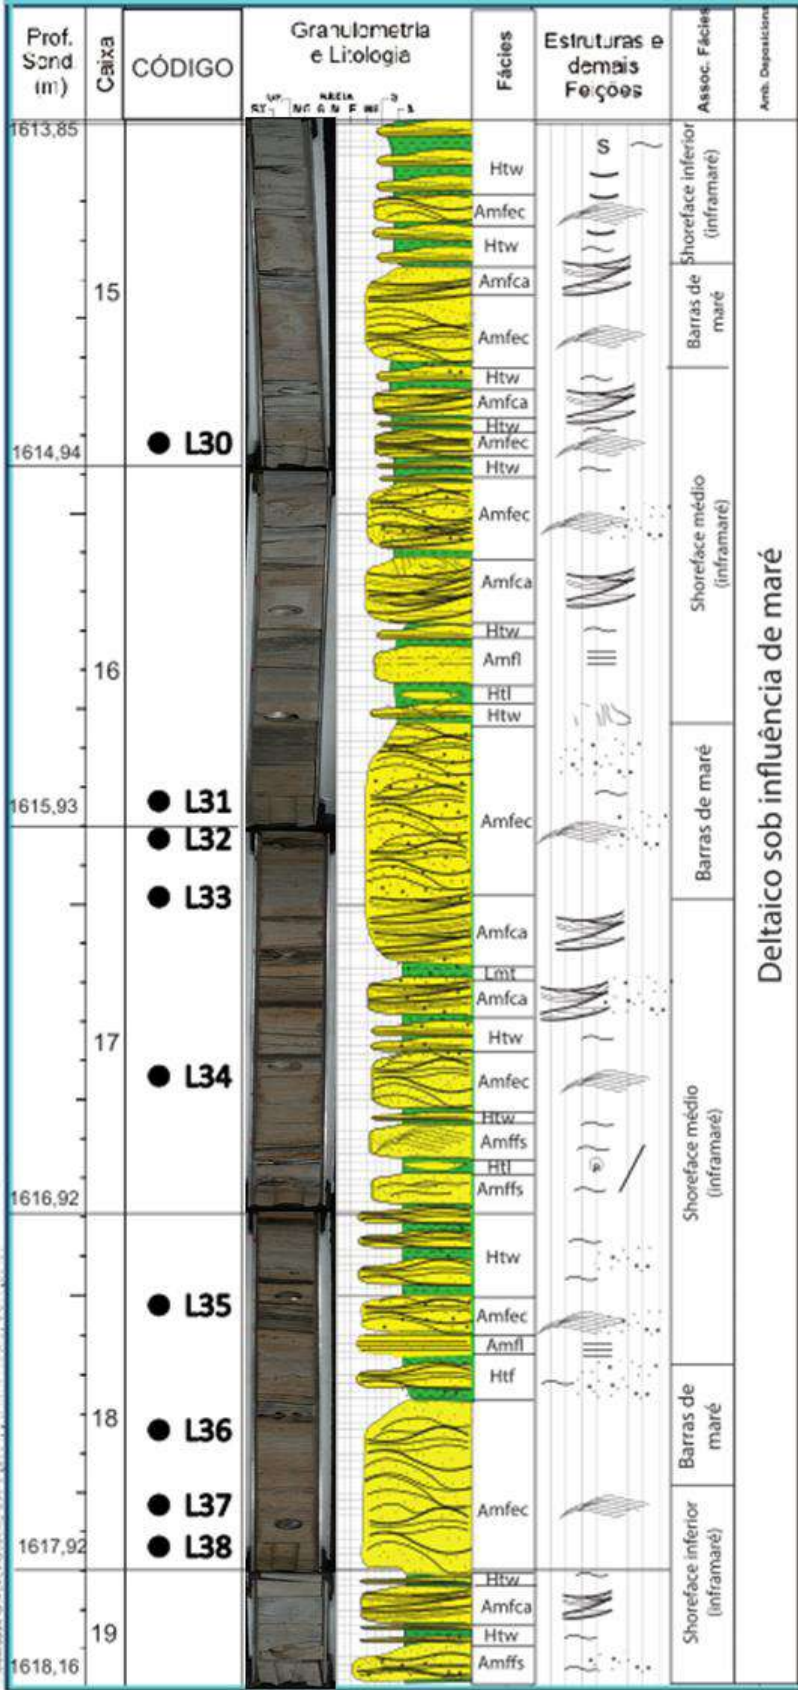 Prof.
Sond.
(m)
Caixa
CÓDIGO
Granulometria
e Litologia
Fácies
Estruturas e
demais
Feições
Assoc. Fácies
Amb. Deposiciona
AREIA
1613,85
15
L30
1614,94
16
L31
1615,93
L32
L33
17
L34
1616,92
L35
18
L36
L37
L38
1617,92
19
1618,16
Htw
Amfec
Htw
Amfca
Amfec
Htw
Amfca
Htw
Amfec
Htw
Amfec
Amfca
Htw
Amfl
Htl
Htw
Amfec
Amfca
Lmt
Amfca
Htw
Amfec
Htw
Amffs
Htl
Amffs
Htw
Amfec
Amfl
Htf
Amfec
Htw
Amfca
Htw
Amffs
S
Shoreface inferior
(inframaré)
Barras de
maré
Shoreface médio
(inframaré)
Barras de maré
Shoreface médio
(inframaré)
Barras de
maré
Shoreface inferior
(inframaré)
Deltaico sob influência de maré